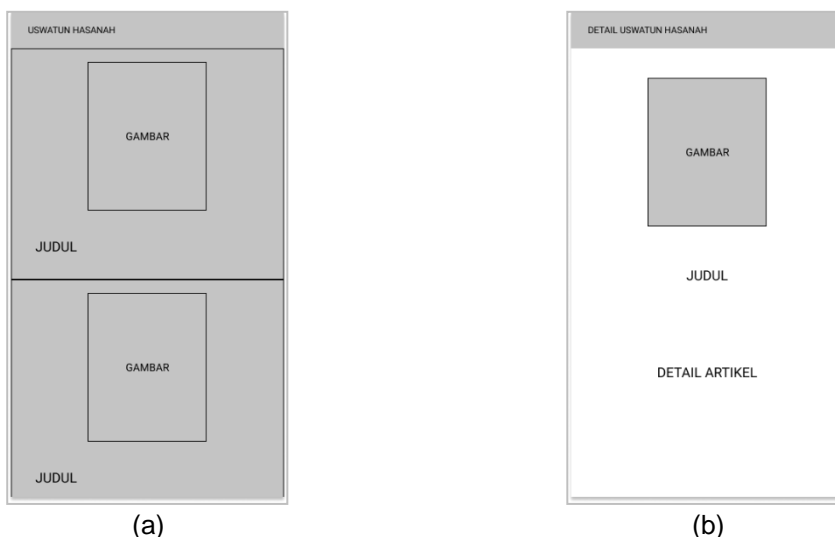 USWATUN HASANAH
GAMBAR
JUDUL
GAMBAR
JUDUL
(a)
DETAIL USWATUN HASANAH
GAMBAR
JUDUL
DETAIL ARTIKEL
(b)